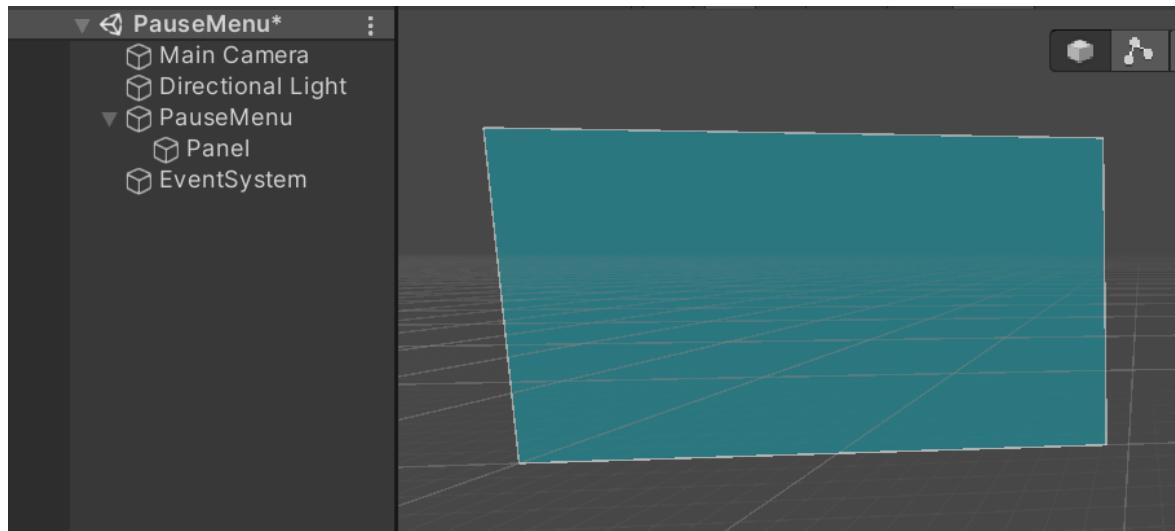 PauseMenu*
Main Camera
Directional Light
PauseMenu
Panel
EventSystem